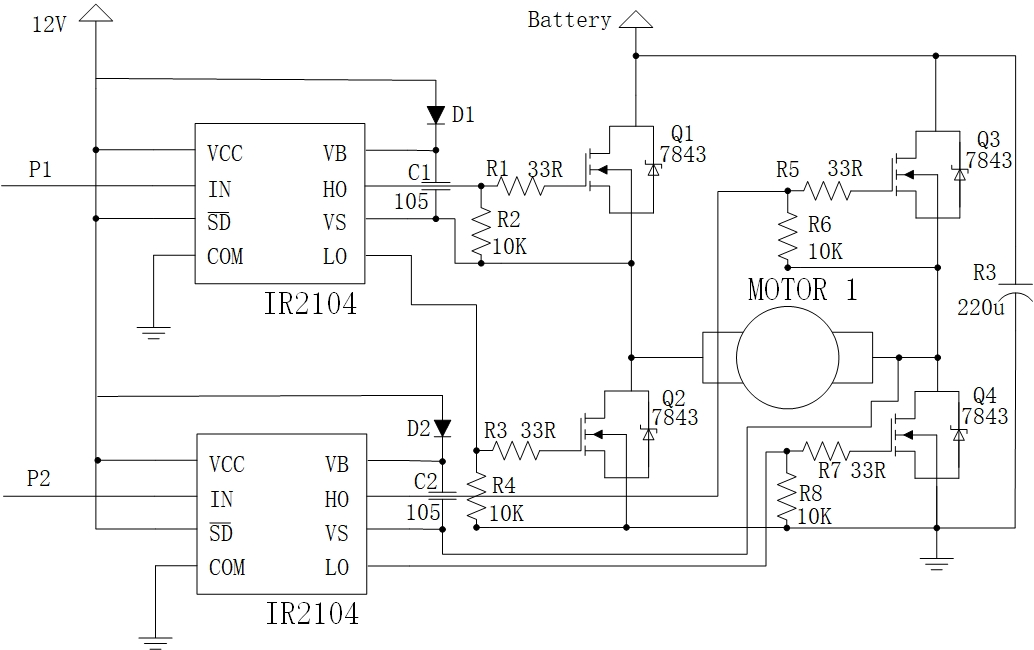 12V
Battery
D1
P1
VCC
VB
IN
HO
SD
VS
COM
LO
IR2104
C1
105
R1 33R
R2
10K
Q1
7843
R5 33R
R6
10K
Q3
7843
R3
220u
MOTOR 1
D2
P2
VCC
VB
IN
HO
SD
VS
COM
LO
IR2104
C2
105
R3 33R
R4
10K
Q2
7843
R7 33R
R8
10K
Q4
7843